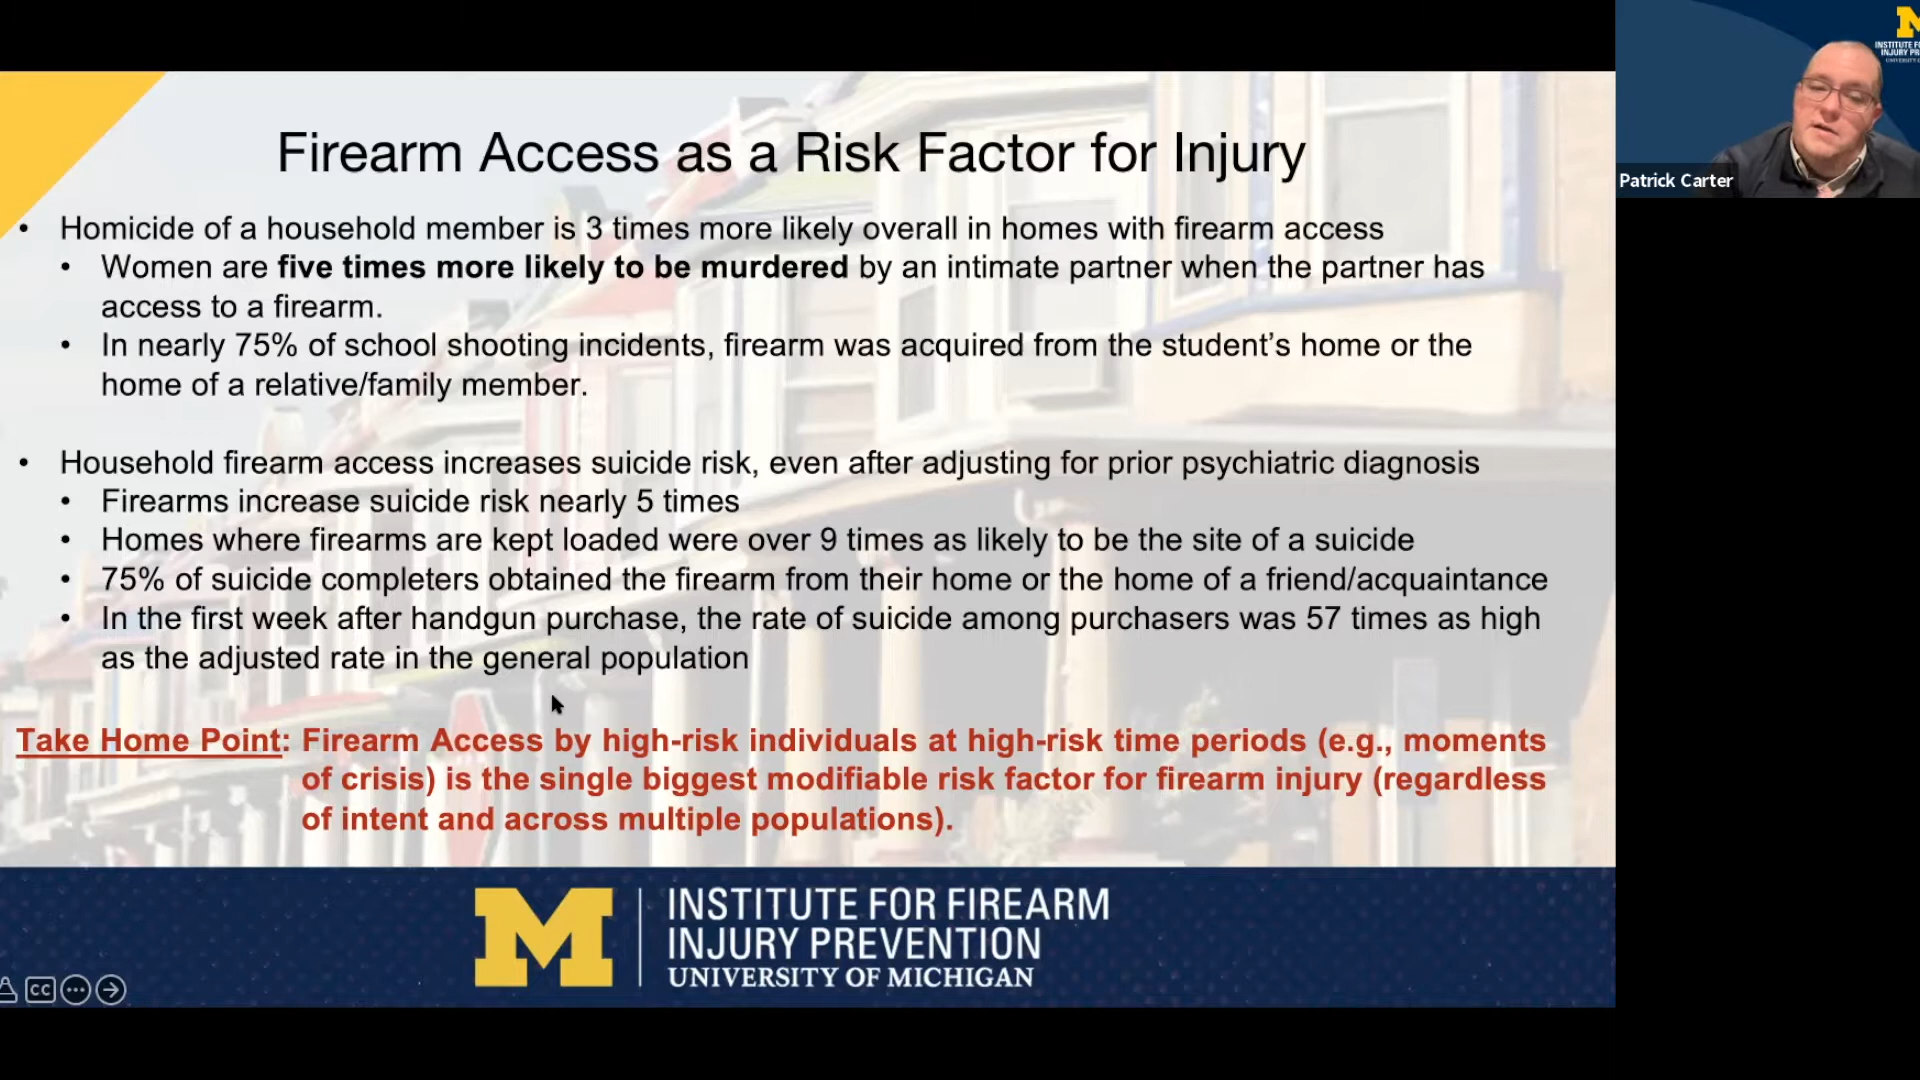 Firearm Access as a Risk Factor for Injury
• Homicide of a household member is 3 times more likely overall in homes with firearm access
• Women are five times more likely to be murdered by an intimate partner when the partner has
access to a firearm.
• In nearly 75% of school shooting incidents, firearm was acquired from the student's home or the
home of a relative/family member.
• Household firearm access increases suicide risk, even after adjusting for prior psychiatric diagnosis
• Firearms increase suicide risk nearly 5 times
• Homes where firearms are kept loaded were over 9 times as likely to be the site of a suicide
• 75% of suicide completers obtained the firearm from their home or the home of a friend/acquaintance
• In the first week after handgun purchase, the rate of suicide among purchasers was 57 times as high
as the adjusted rate in the general population
Take Home Point: Firearm Access by high-risk individuals at high-risk time periods (e.g., moments
of crisis) is the single biggest modifiable risk factor for firearm injury (regardless
of intent and across multiple populations).
M
INSTITUTE FOR FIREARM
INJURY PREVENTION
UNIVERSITY OF MICHIGAN
CC
M
INSTITUTE F
INJURY PR
Patrick Carter